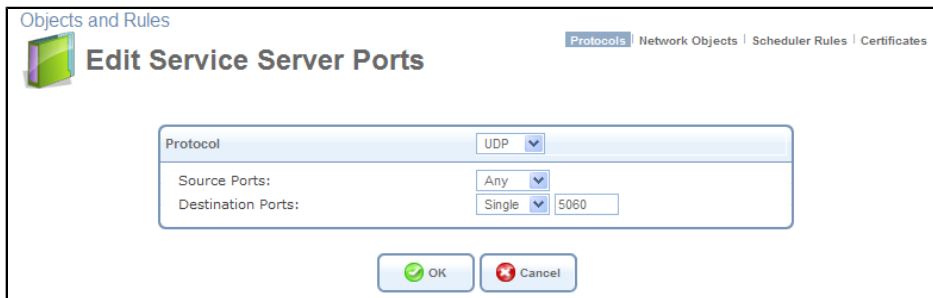 Objects and Rules
Protocols | Network Objects | Scheduler Rules | Certificates
Edit Service Server Ports
Protocol UDP
Source Ports: Any
Destination Ports: Single 5060
OK Cancel